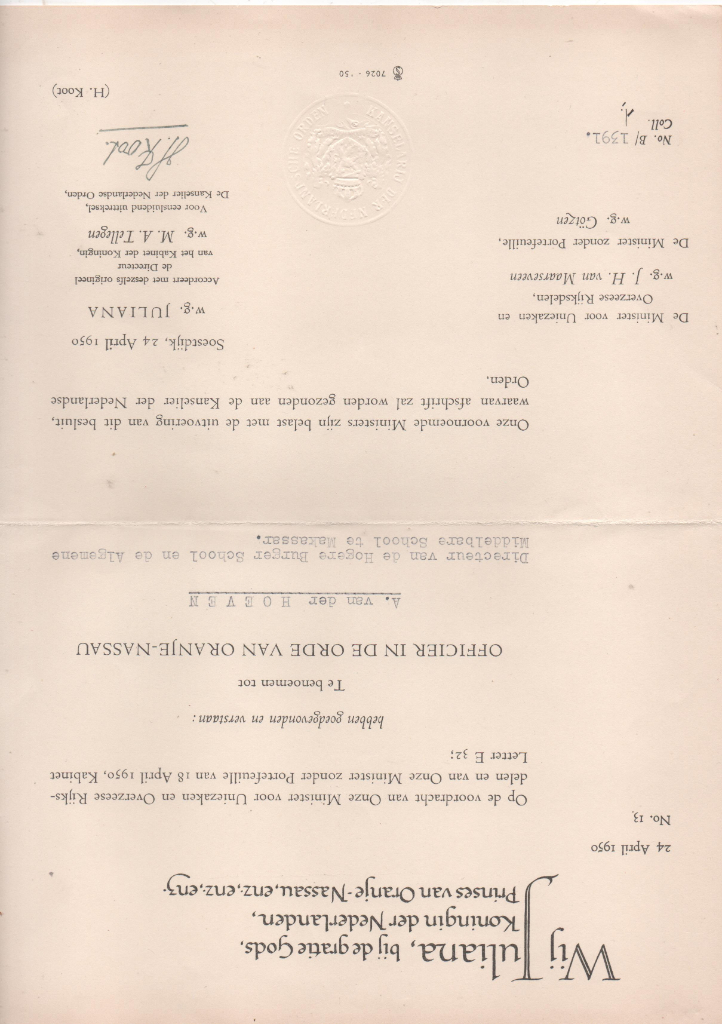 Wij Juliana, bij de gratie Gods,
Koningin der Nederlanden,
Prinses van Oranje-Nassau, enz, enz, enz.
24 April 1950
No. 13
Op de voordracht van Onze Minister voor Uniezaken en Overzeese Rijks-
delen en van Onze Minister zonder Portefeuille van 18 April 1950, Kabinet
Letter E 32;
hebben goedgevonden en verstaan:
Te benoemen tot
OFFICIER IN DE ORDE VAN ORANJE-NASSAU
A. van der HOEVEN
Directeur van de Hogere Burger School en de Algemene
Middelbare School te Makassar.
Onze voornoemde Ministers zijn belast met de uitvoering van dit besluit,
waarvan afschrift zal worden gezonden aan de Kanselier der Nederlandse
Orden.
Soestdijk, 24 April 1950
w.g. JULIANA
De Minister voor Uniezaken en
Overzeese Rijksdelen,
w.g. J. H. van Maarseveen
De Minister zonder Portefeuille,
w.g. Götzen
Accordeert met deszelfs origineel
de Directeur
van het Kabinet der Koningin,
w.g. M. A. Tellegen
Voor eensluidend uittreksel,
De Kanselier der Nederlandse Orden,
H. Koot.
(H. Koot)
No. B/ 1391.
Coll.
KANSELARIJ DER NEDERLANDSCHE ORDEN
7026 - '50